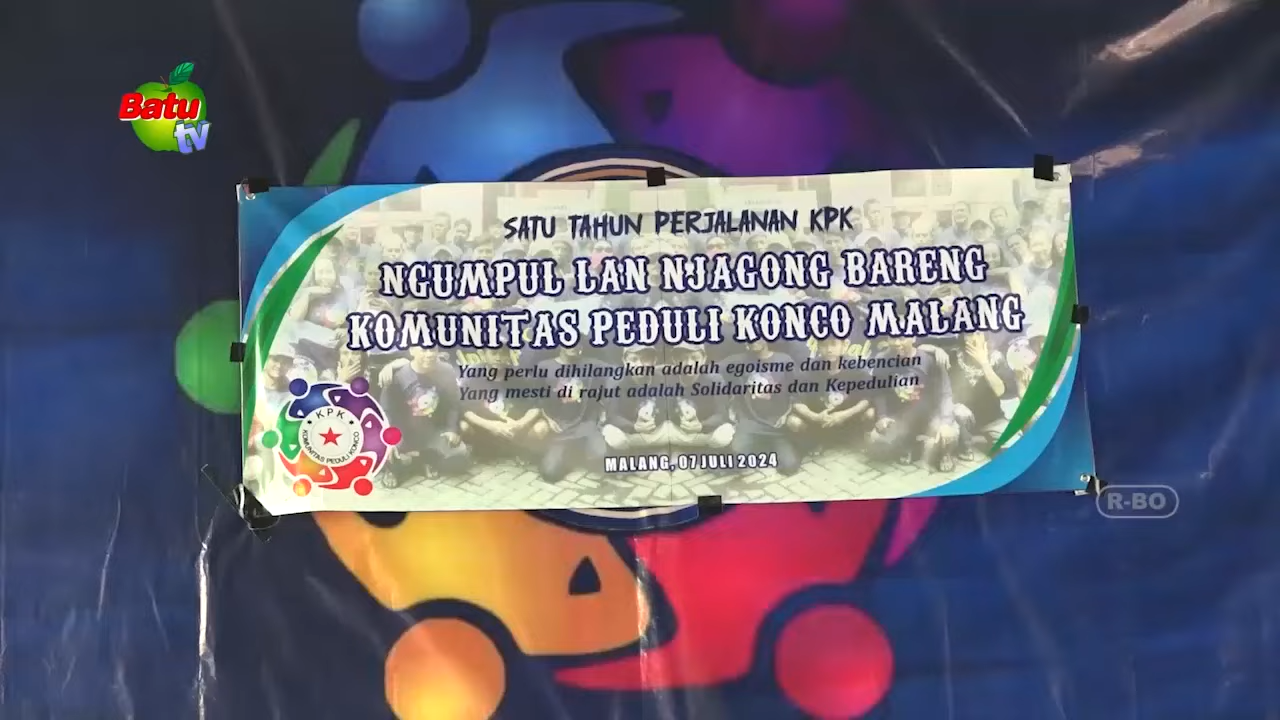 Batu
tv
SATU TAHUN PERJALANAN KPK
NGUMPUL LAN NJAGONG BARENG
KOMUNITAS PEDULI KONCO MALANG
Yang perlu dihilangkan adalah egoisme dan kebencian
Yang mesti di rajut adalah Solidaritas dan Kepedulian
KPK
KOMUNITAS PEDULI KONCO
MALANG, 07 JULI 2024
R-BO